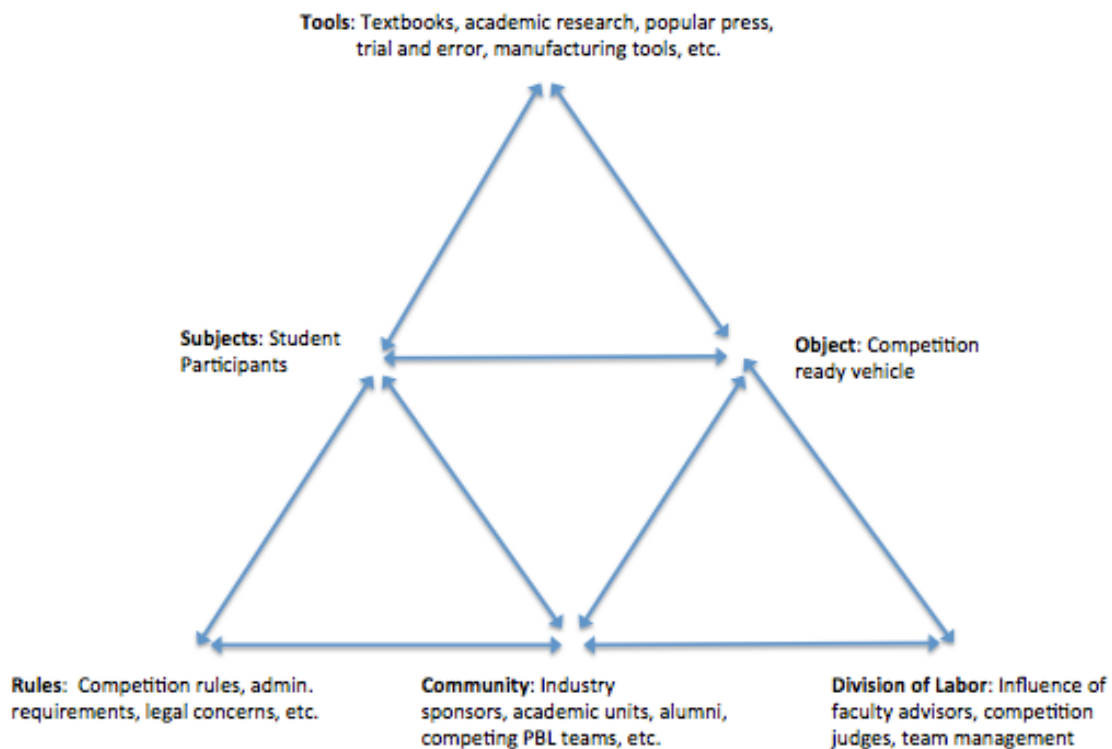 Tools: Textbooks, academic research, popular press,
trial and error, manufacturing tools, etc.
Subjects: Student
Participants
Object: Competition
ready vehicle
Rules: Competition rules, admin.
requirements, legal concerns, etc.
Community: Industry
sponsors, academic units, alumni,
competing PBL teams, etc.
Division of Labor: Influence of
faculty advisors, competition
judges, team management